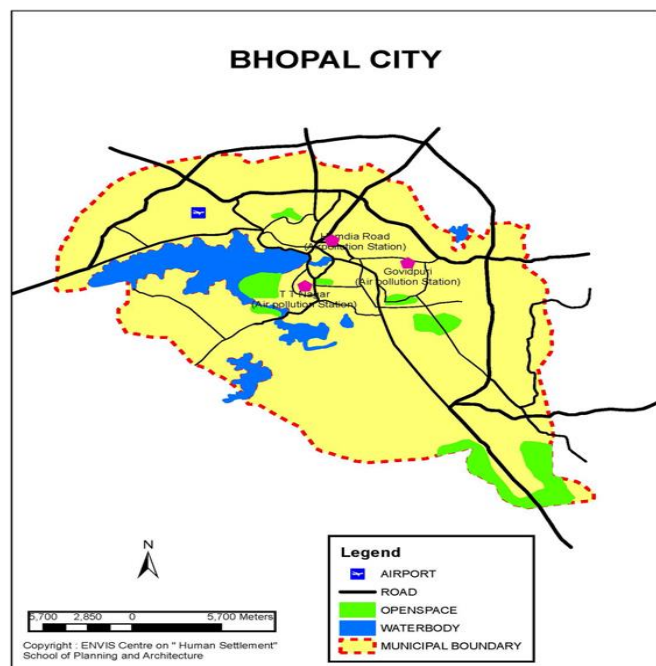 BHOPAL CITY
Hamdia Road
(Air pollution Station)
Govidpuri
(Air pollution Station)
T T Nagar
(Air pollution Station)
N
Legend
AIRPORT
ROAD
OPENSPACE
WATERBODY
MUNICIPAL BOUNDARY
5,700 2,850 0 5,700 Meters
Copyright : ENVIS Centre on " Human Settlement"
School of Planning and Architecture